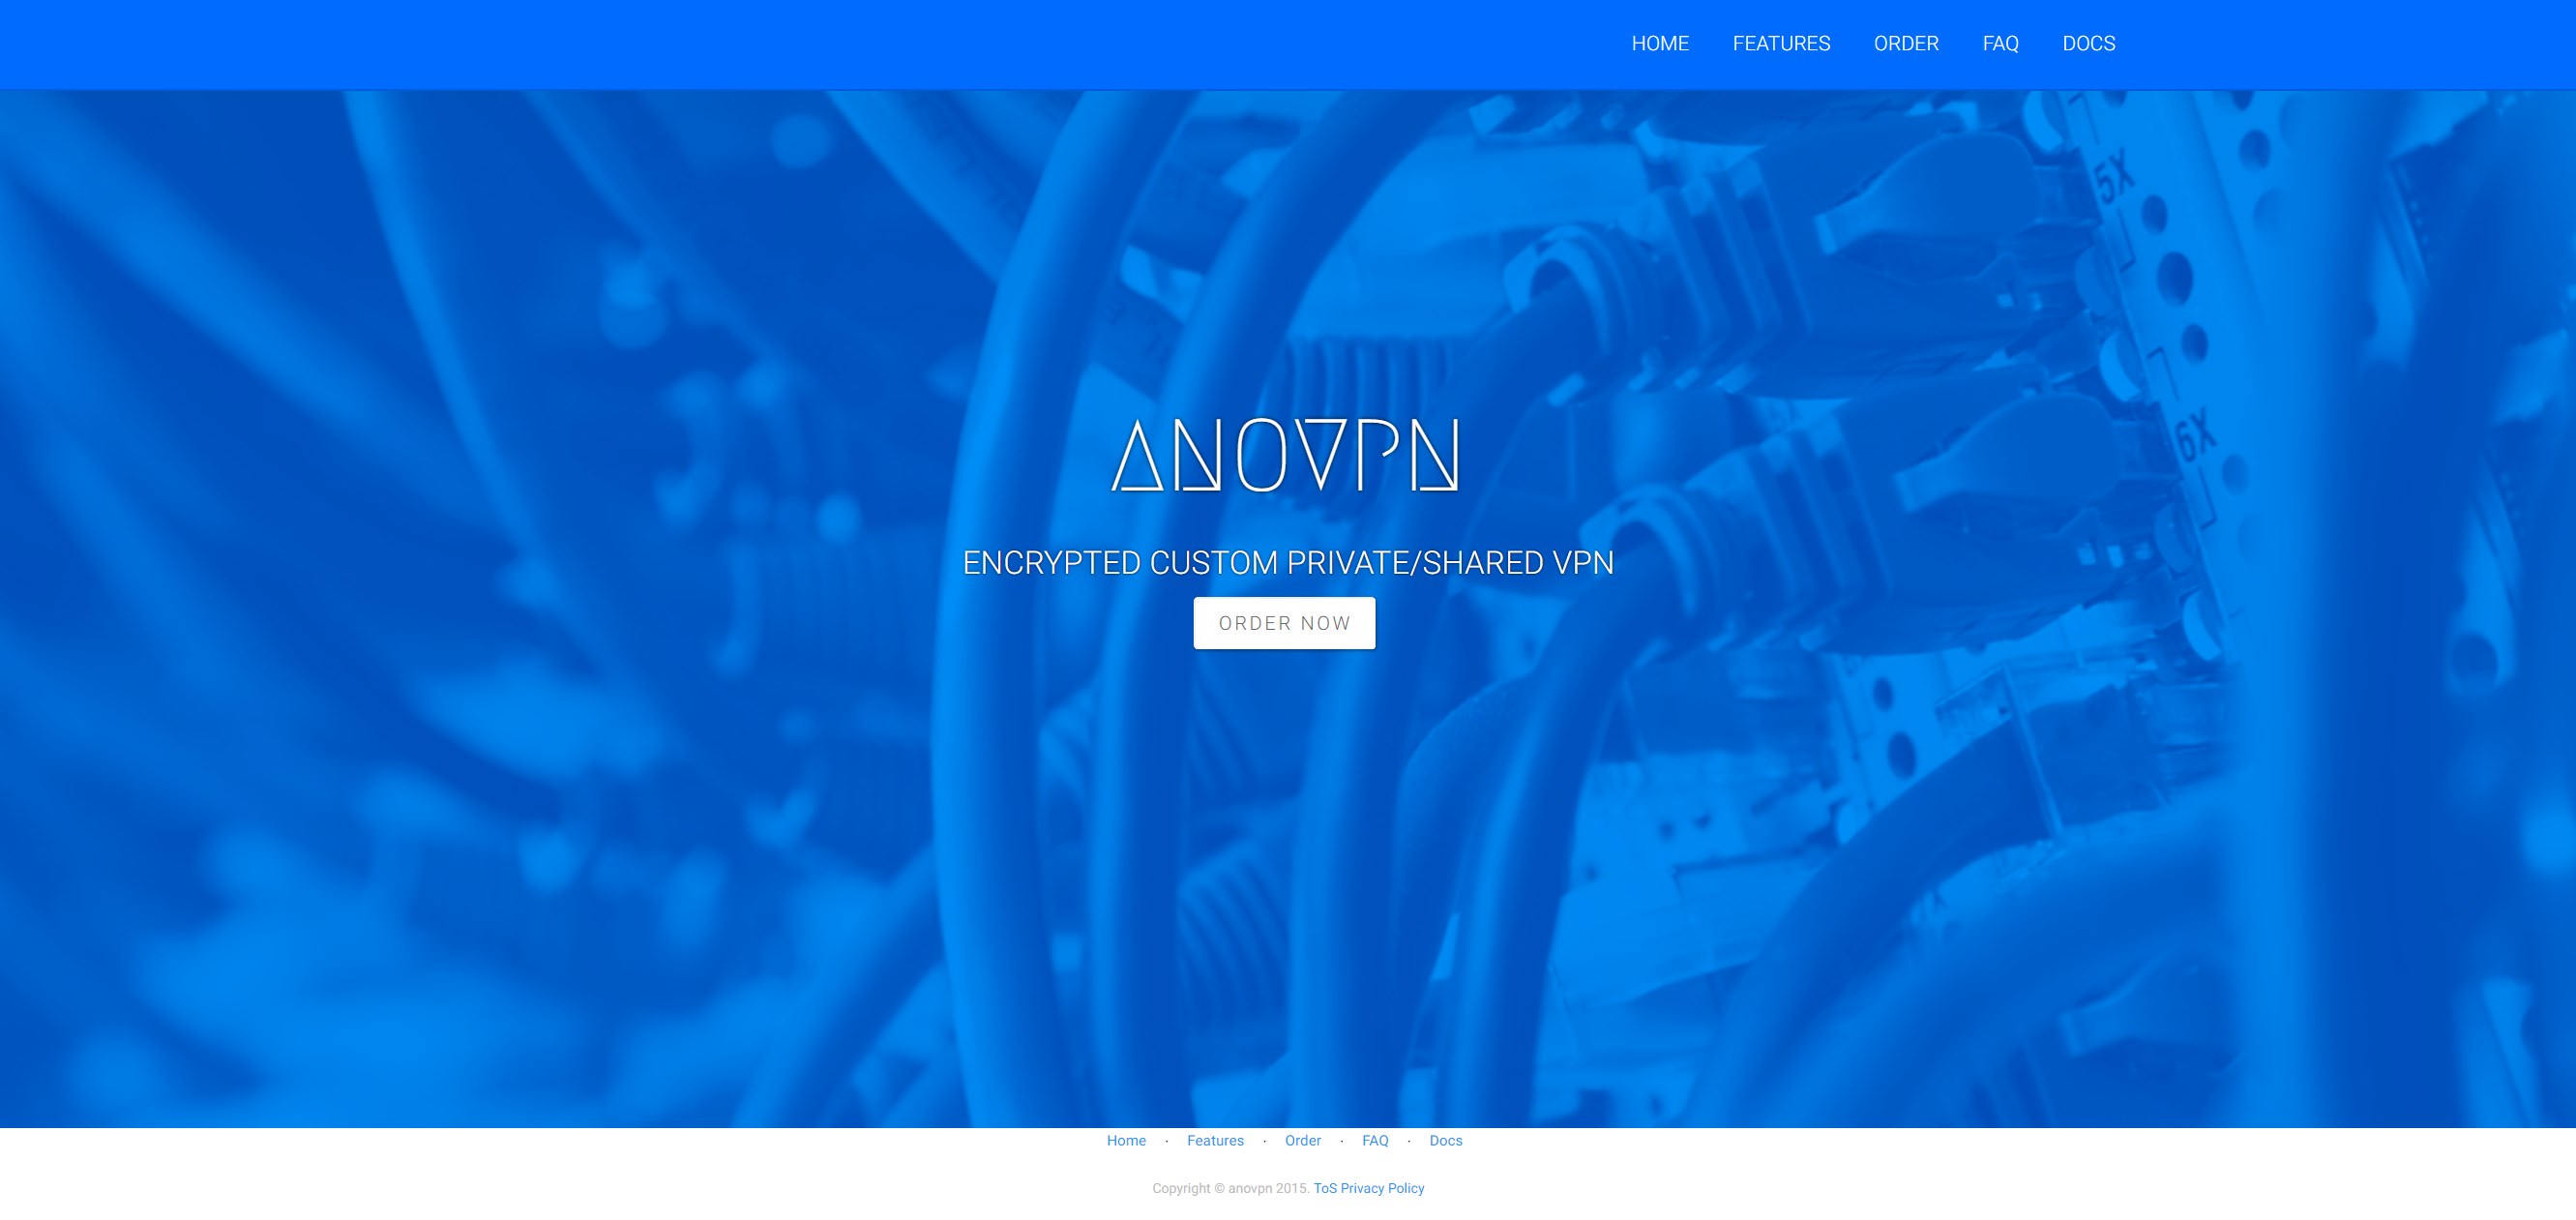 HOME FEATURES ORDER FAQ DOCS
5X
6X
ANOVPN
ENCRYPTED CUSTOM PRIVATE/SHARED VPN
ORDER NOW
Home · Features · Order · FAQ · Docs
Copyright © anovpn 2015. ToS Privacy Policy